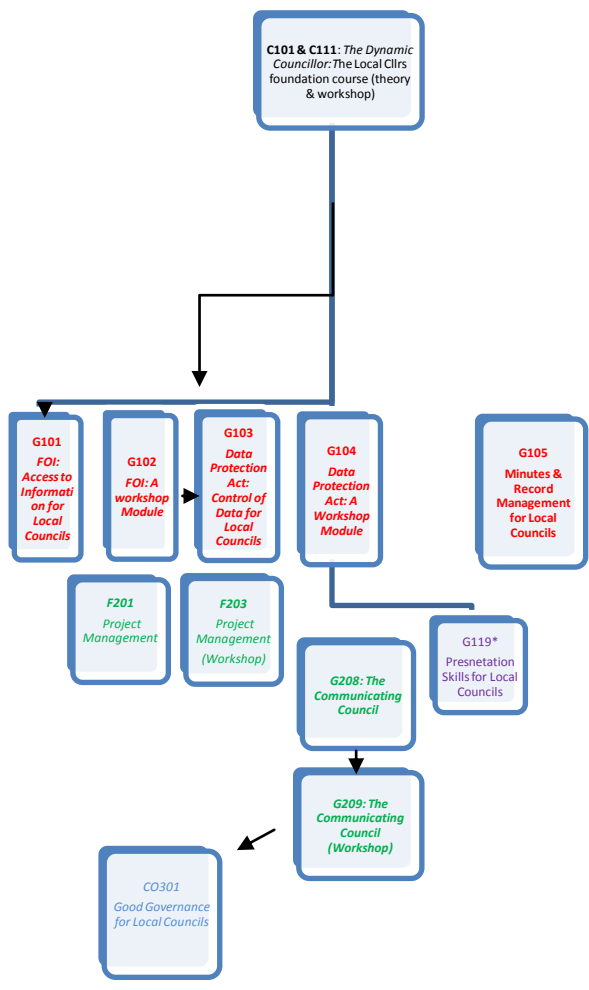 C101 & C111: The Dynamic
Councillor:The Local Cllrs
foundation course (theory
& workshop)
G101
FOI:
Access to
Informati
on for
Local
Councils
G102
FOI: A
workshop
Module
G103
Data
Protection
Act:
Control of
Data for
Local
Councils
G104
Data
Protection
Act: A
Workshop
Module
G105
Minutes &
Record
Management
for Local
Councils
F201
Project
Management
F203
Project
Management
(Workshop)
G119*
Presnetation
Skills for Local
Councils
G208: The
Communicating
Council
G209: The
Communicating
Council
(Workshop)
CO301
Good Governance
for Local Councils